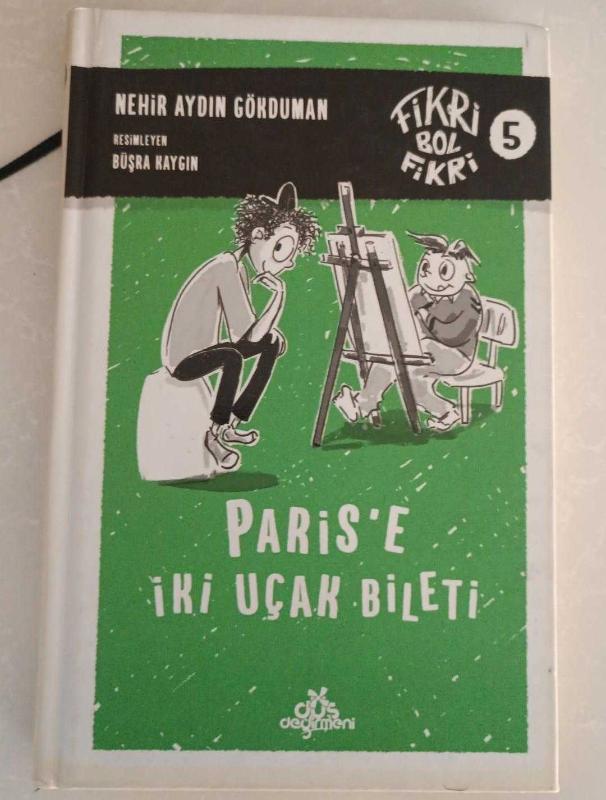 NEHİR AYDIN GÖKDUMAN
RESİMLEYEN
BÜŞRA KAYGIN
FİKRİ
BOL
FİKRİ
5
PARİS'E
İKİ UÇAK BİLETİ
düş
değirmeni